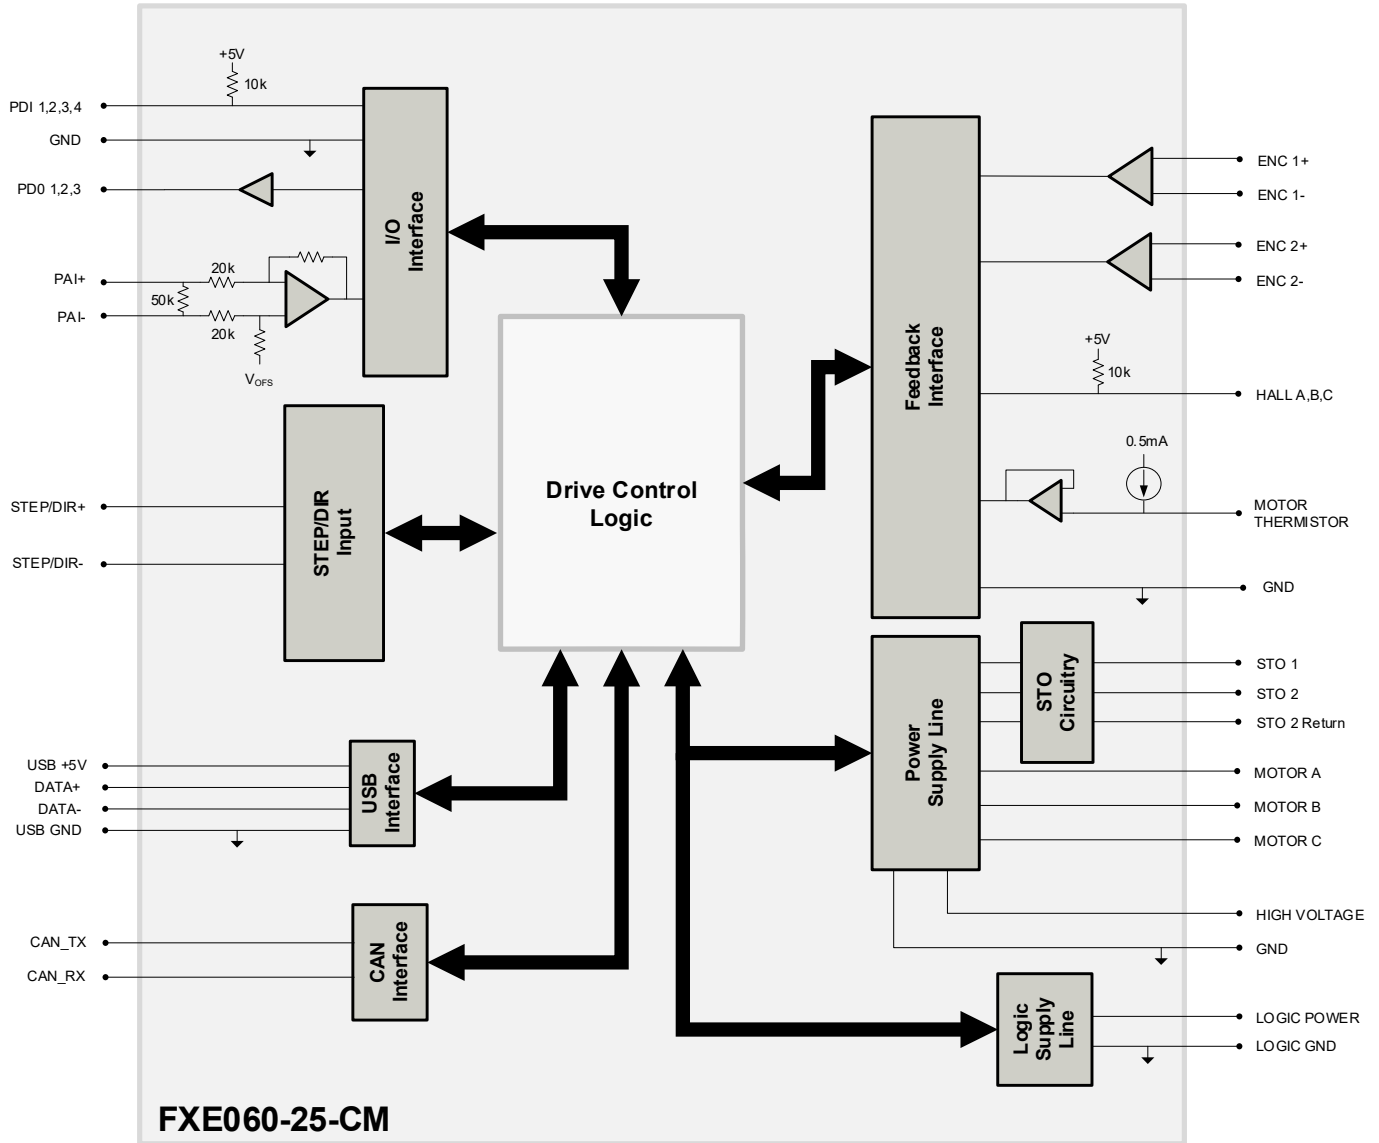 +5V
10k
PDI 1,2,3,4
GND
PD0 1,2,3
PAI+
20k
50k
PAI-
20k
VOFS
I/O
Interface
STEP/DIR+
STEP/DIR-
STEP/DIR
Input
Drive Control
Logic
USB +5V
DATA+
DATA-
USB GND
USB
Interface
CAN_TX
CAN_RX
CAN
Interface
Feedback
Interface
ENC 1+
ENC 1-
ENC 2+
ENC 2-
+5V
10k
HALL A,B,C
0.5mA
MOTOR
THERMISTOR
GND
Power
Supply Line
STO
Circuitry
STO 1
STO 2
STO 2 Return
MOTOR A
MOTOR B
MOTOR C
HIGH VOLTAGE
GND
Logic
Supply
Line
LOGIC POWER
LOGIC GND
FXE060-25-CM